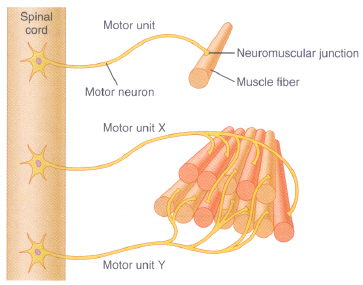 Spinal
cord
Motor unit
Neuromuscular junction
Muscle fiber
Motor neuron
Motor unit X
Motor unit Y